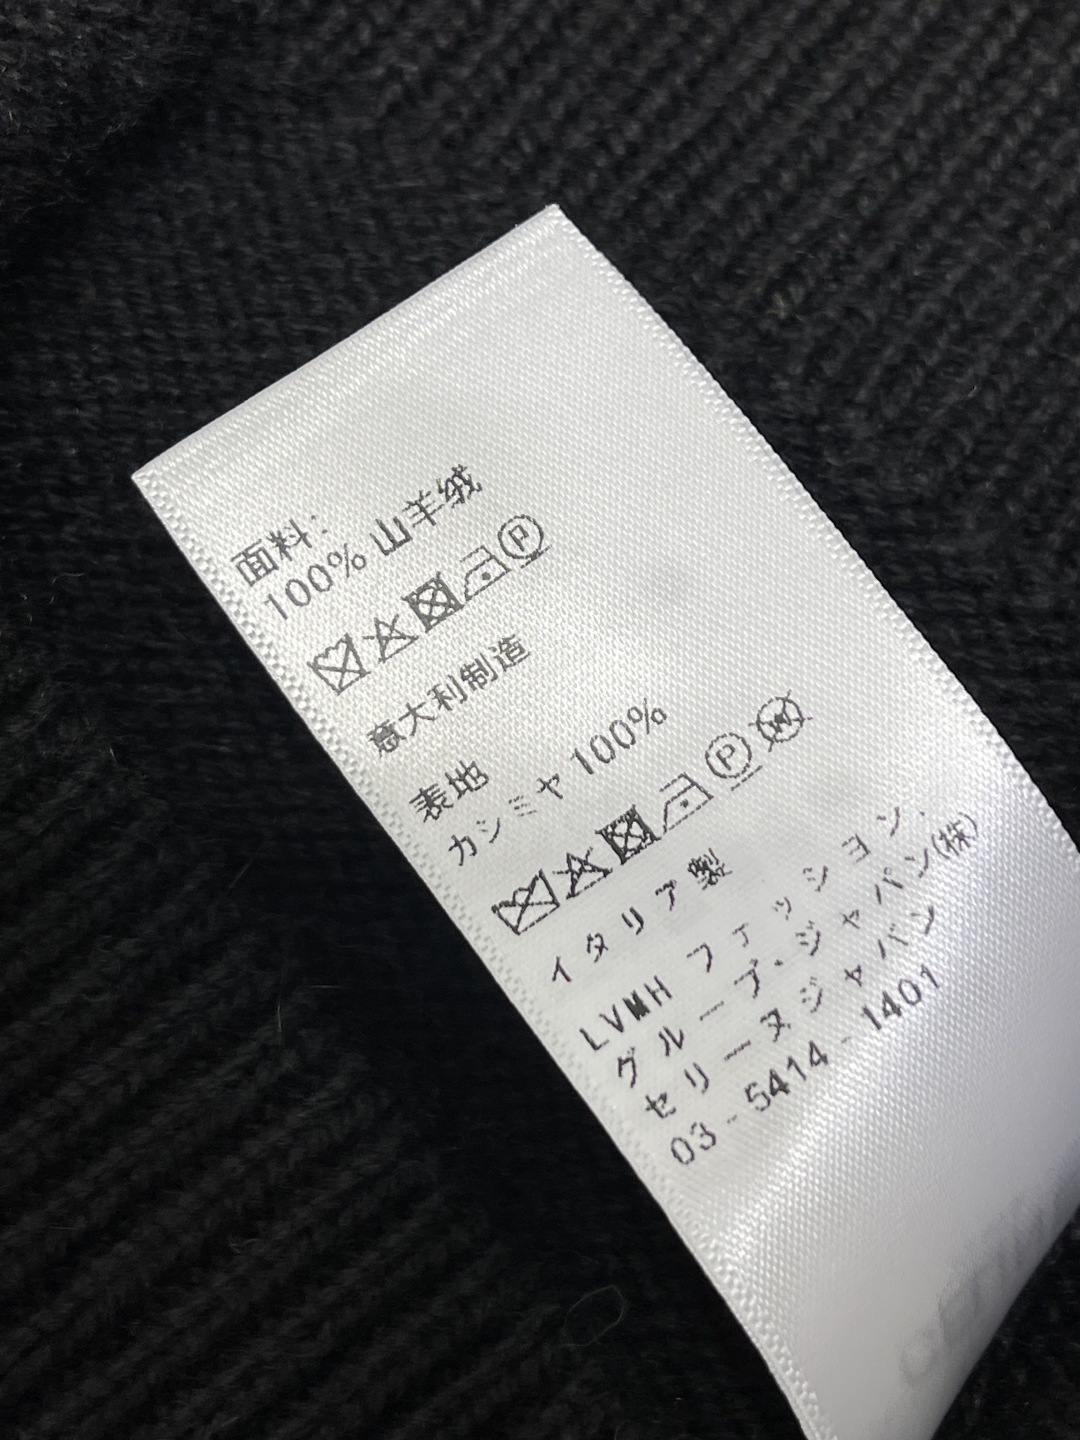 面料:
100% 山羊绒
意大利制造
表地
カシミヤ 100%
イタリア製
LVMH ファッション.
グループ・ジャパン(株)
セリーヌジャパン
03-5414-1401